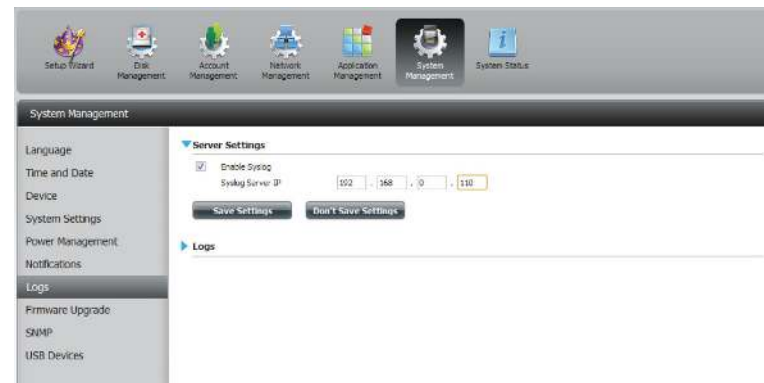 Setup Wizard
Disk
Management
Account
Management
Network
Management
Application
Management
System
Management
System Status
System Management
Language
Time and Date
Device
System Settings
Power Management
Notifications
Logs
Firmware Upgrade
SNMP
USB Devices
Server Settings
Enable Syslog
Syslog Server IP 192 . 168 . 0 . 110
Save Settings Don't Save Settings
Logs